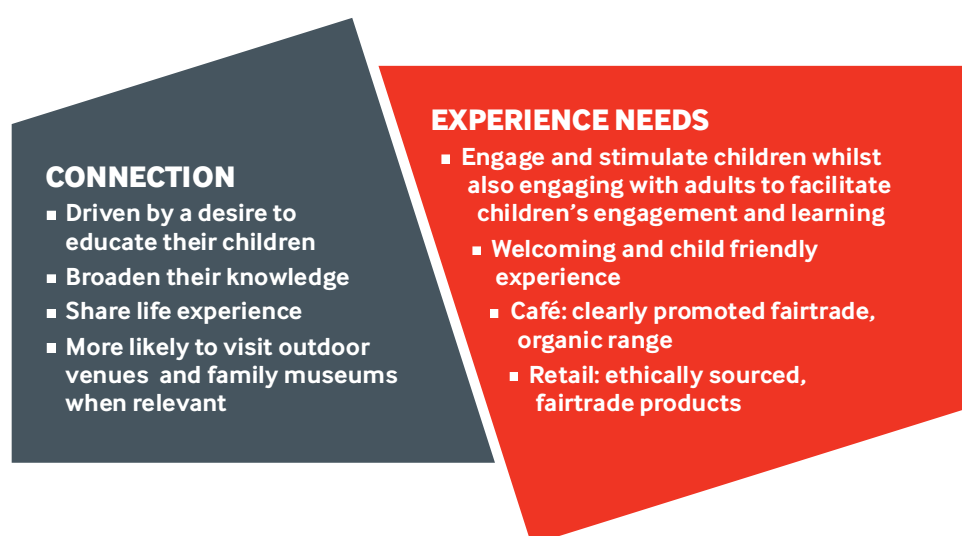 CONNECTION
▪ Driven by a desire to
educate their children
▪ Broaden their knowledge
▪ Share life experience
▪ More likely to visit outdoor
venues and family museums
when relevant
EXPERIENCE NEEDS
▪ Engage and stimulate children whilst
also engaging with adults to facilitate
children’s engagement and learning
▪ Welcoming and child friendly
experience
▪ Café: clearly promoted fairtrade,
organic range
▪ Retail: ethically sourced,
fairtrade products